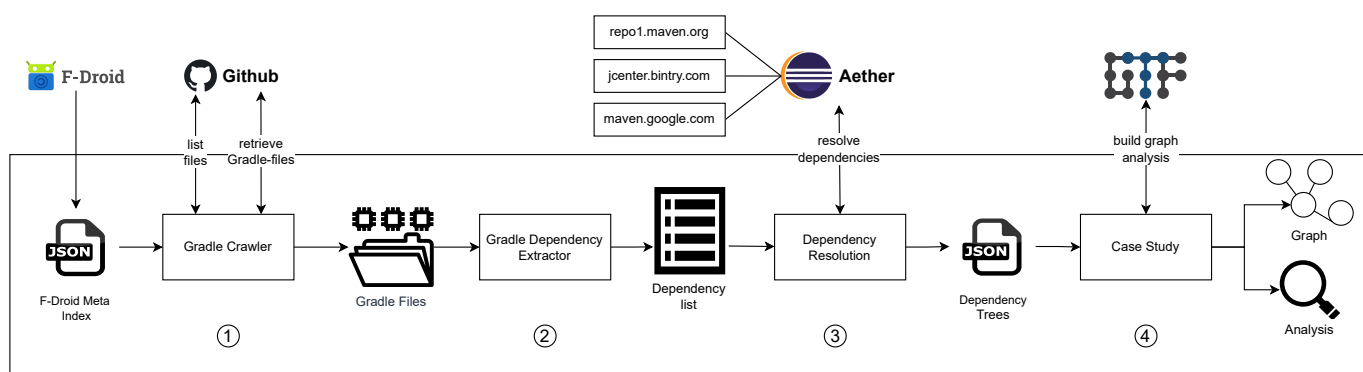 repo1.maven.org
F-Droid
Github
jcenter.bintry.com
Aether
maven.google.com
list
files
retrieve
Gradle-files
resolve
dependencies
build graph
analysis
JSON
F-Droid Meta
Index
Gradle Crawler
Gradle Files
Gradle Dependency
Extractor
Dependency
list
Dependency
Resolution
JSON
Dependency
Trees
Case Study
Graph
Analysis
1
2
3
4